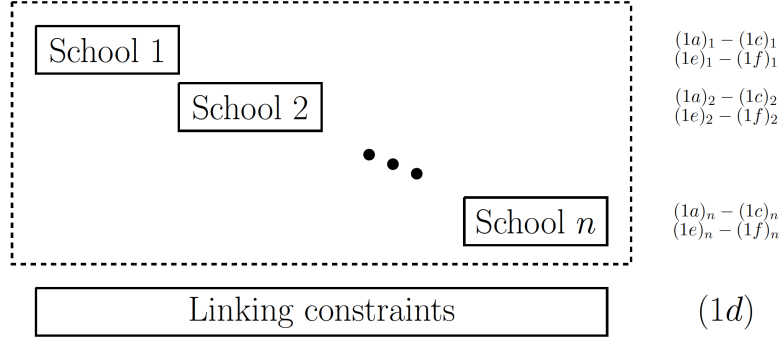 School 1
(1a)₁ − (1c)₁
(1e)₁ − (1f)₁
School 2
(1a)₂ − (1c)₂
(1e)₂ − (1f)₂
School n
(1a)ₙ − (1c)ₙ
(1e)ₙ − (1f)ₙ
Linking constraints
(1d)